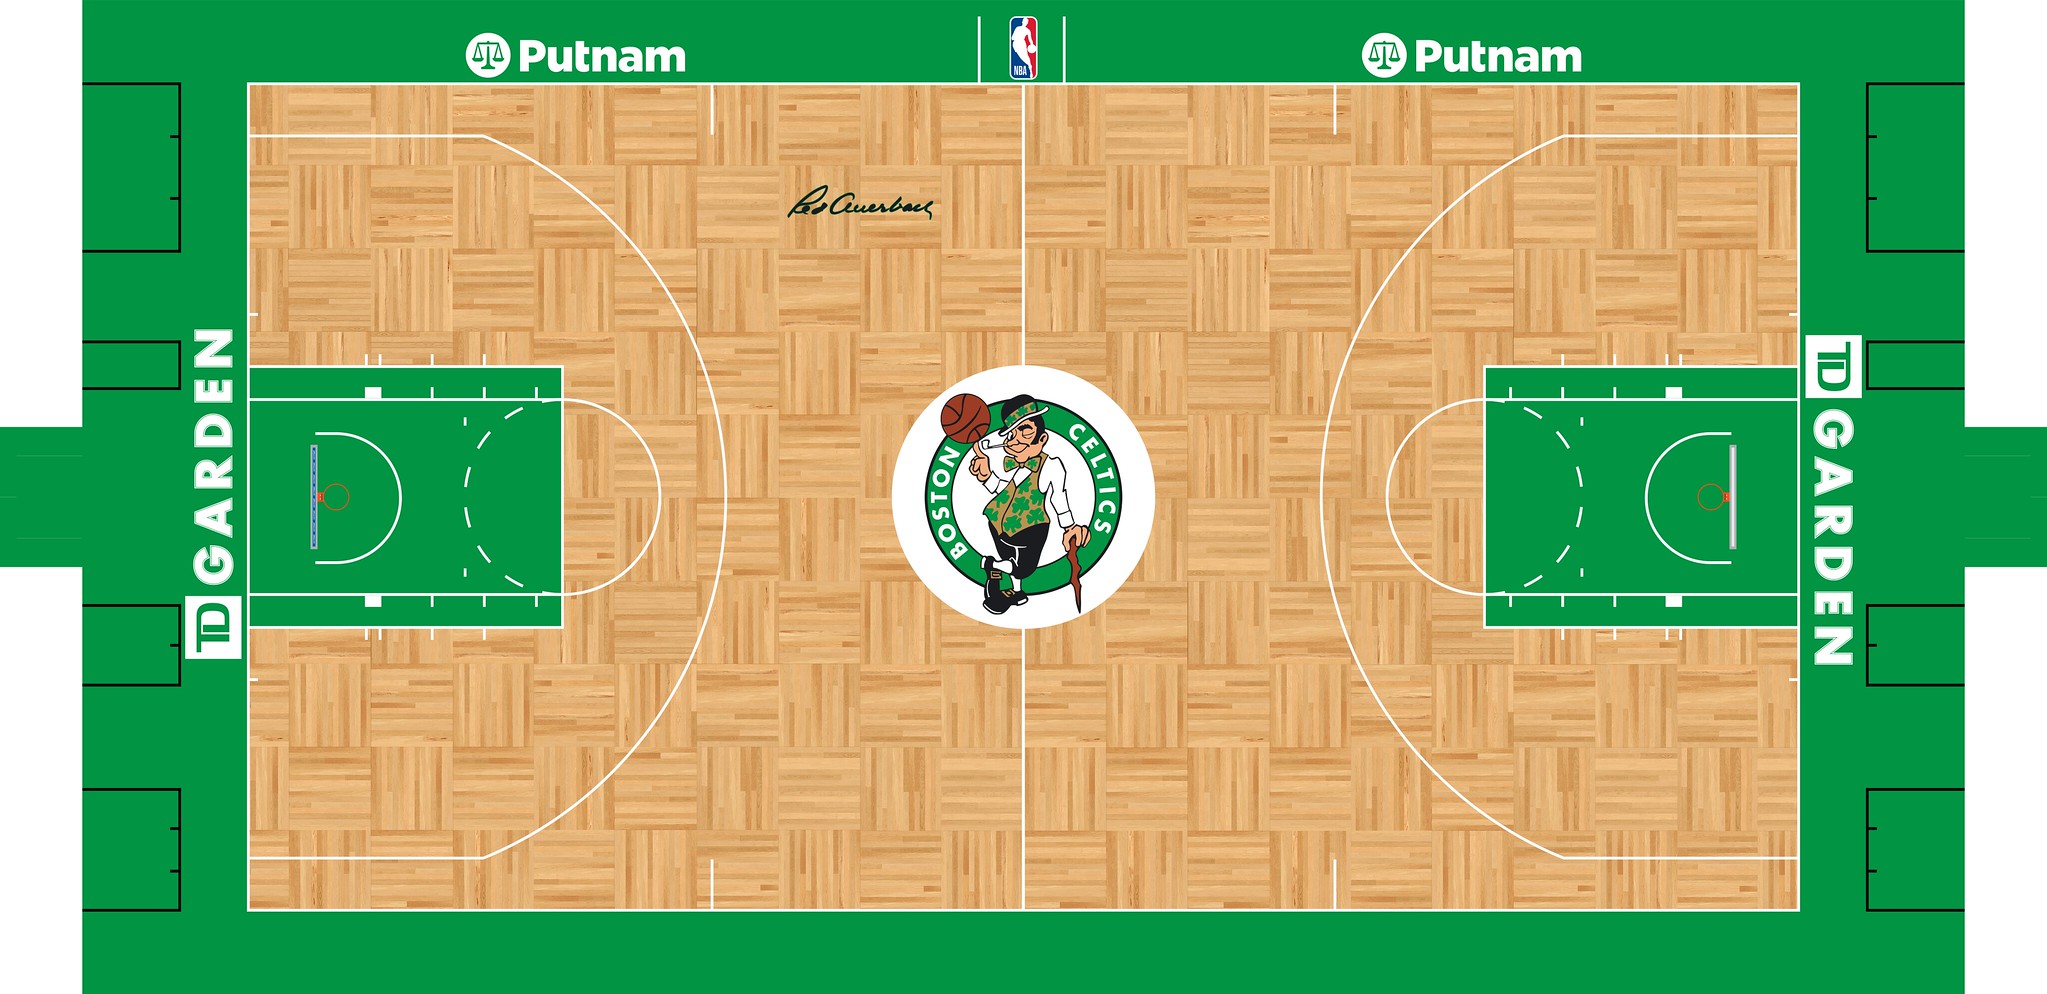 Putnam
NBA
Putnam
Red Auerbach
TD GARDEN
BOSTON
CELTICS
TD GARDEN